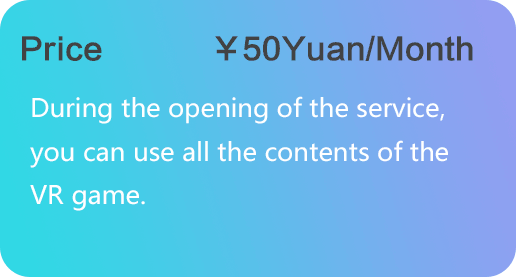 Price ￥50Yuan/Month
During the opening of the service,
you can use all the contents of the
VR game.